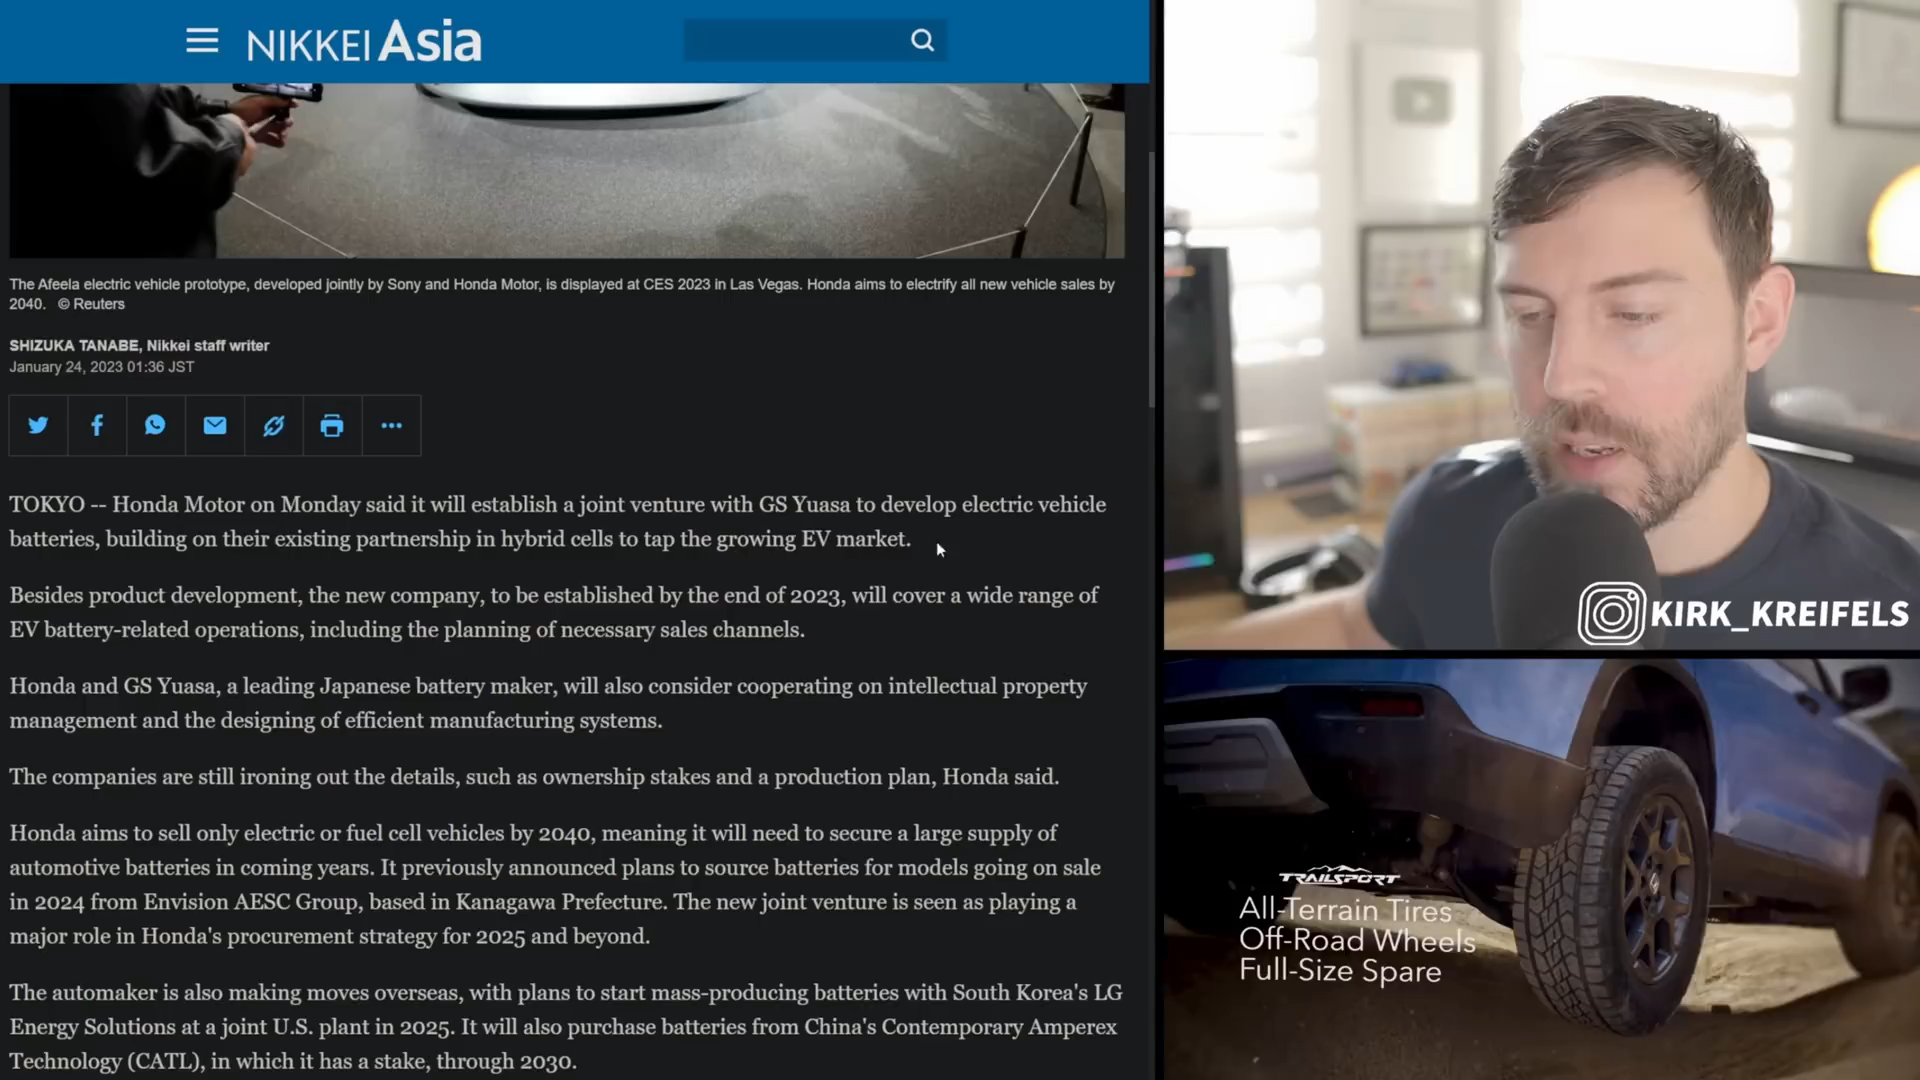 NIKKEI Asia
The Afeela electric vehicle prototype, developed jointly by Sony and Honda Motor, is displayed at CES 2023 in Las Vegas. Honda aims to electrify all new vehicle sales by
2040. © Reuters
SHIZUKA TANABE, Nikkei staff writer
January 24, 2023 01:36 JST
TOKYO -- Honda Motor on Monday said it will establish a joint venture with GS Yuasa to develop electric vehicle
batteries, building on their existing partnership in hybrid cells to tap the growing EV market.
Besides product development, the new company, to be established by the end of 2023, will cover a wide range of
EV battery-related operations, including the planning of necessary sales channels.
Honda and GS Yuasa, a leading Japanese battery maker, will also consider cooperating on intellectual property
management and the designing of efficient manufacturing systems.
The companies are still ironing out the details, such as ownership stakes and a production plan, Honda said.
Honda aims to sell only electric or fuel cell vehicles by 2040, meaning it will need to secure a large supply of
automotive batteries in coming years. It previously announced plans to source batteries for models going on sale
in 2024 from Envision AESC Group, based in Kanagawa Prefecture. The new joint venture is seen as playing a
major role in Honda's procurement strategy for 2025 and beyond.
The automaker is also making moves overseas, with plans to start mass-producing batteries with South Korea's LG
Energy Solutions at a joint U.S. plant in 2025. It will also purchase batteries from China's Contemporary Amperex
Technology (CATL), in which it has a stake, through 2030.
KIRK_KREIFELS
TRAILSPORT
All-Terrain Tires
Off-Road Wheels
Full-Size Spare